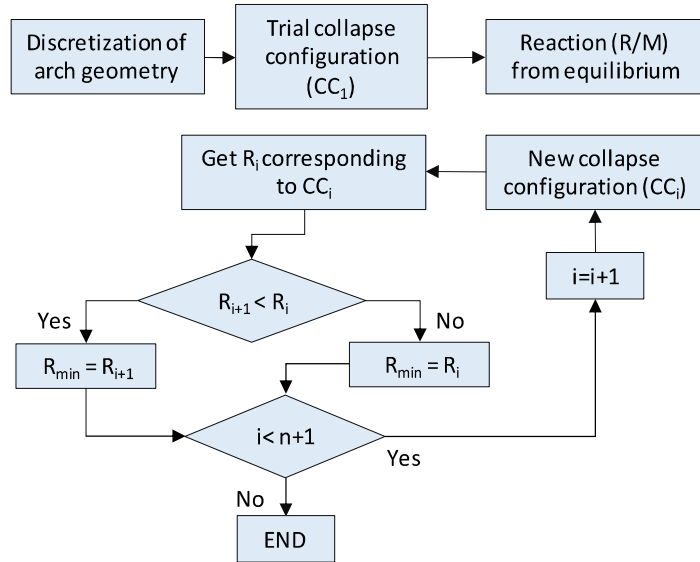 Discretization of
arch geometry
Trial collapse
configuration
(CC₁)
Reaction (R/M)
from equilibrium
Get Rᵢ corresponding
to CCᵢ
New collapse
configuration (CCᵢ)
i=i+1
Rᵢ₊₁ < Rᵢ
Yes
No
Rₘᵢₙ = Rᵢ₊₁
Rₘᵢₙ = Rᵢ
i< n+1
Yes
No
END